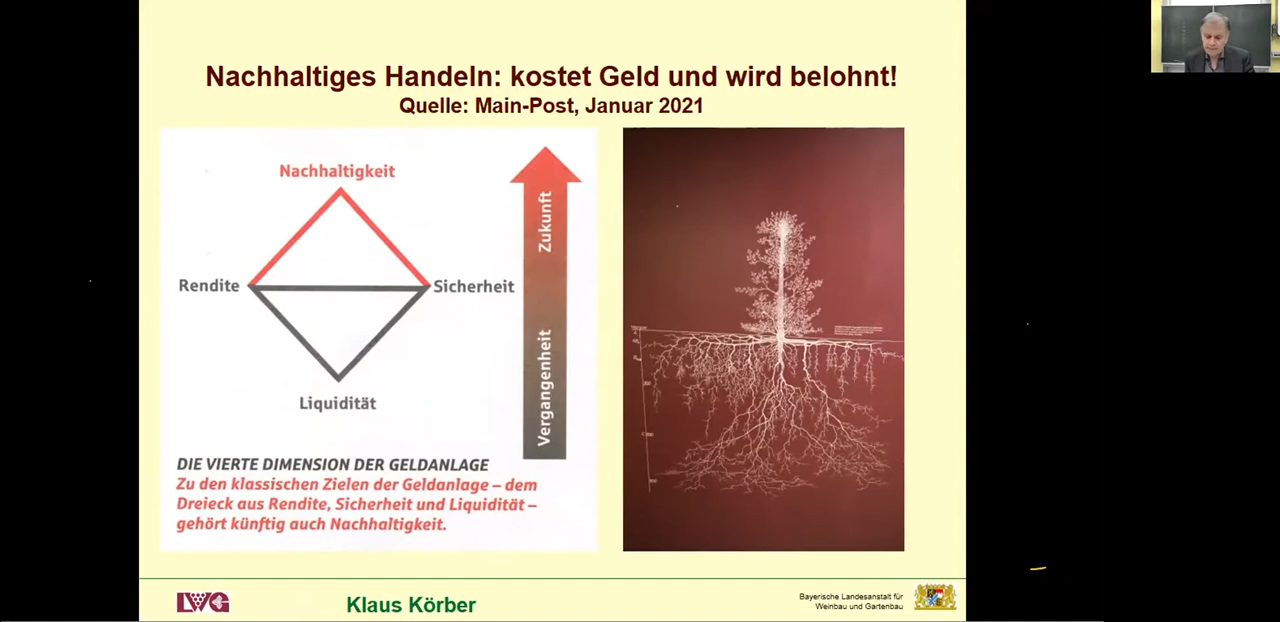 Nachhaltiges Handeln: kostet Geld und wird belohnt!
Quelle: Main-Post, Januar 2021
Nachhaltigkeit
Rendite
Sicherheit
Liquidität
Zukunft
Vergangenheit
DIE VIERTE DIMENSION DER GELDANLAGE
Zu den klassischen Zielen der Geldanlage – dem
Dreieck aus Rendite, Sicherheit und Liquidität –
gehört künftig auch Nachhaltigkeit.
LWG
Klaus Körber
Bayerische Landesanstalt für
Weinbau und Gartenbau